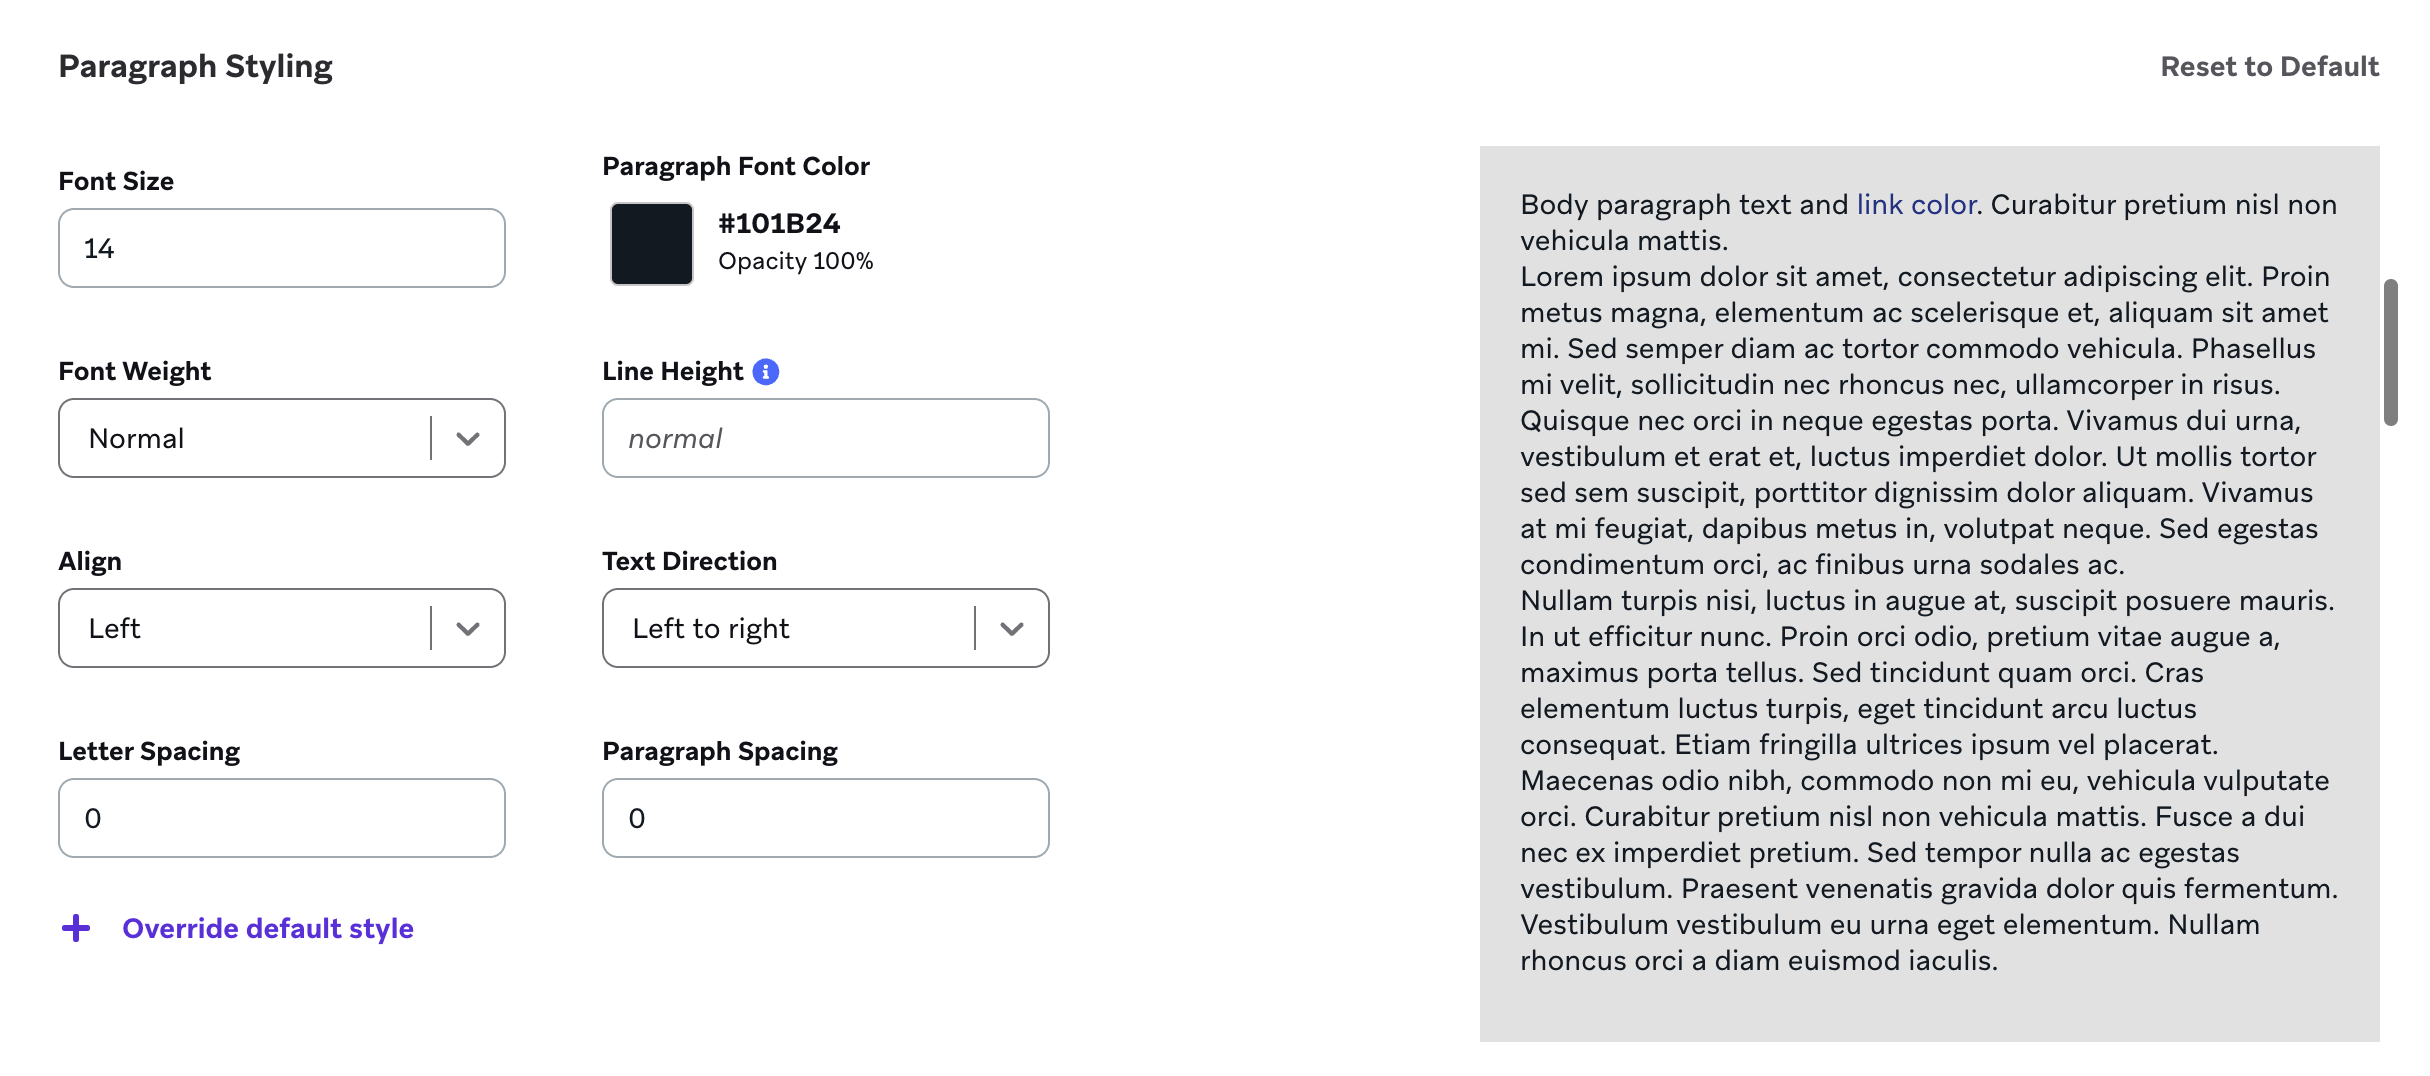 Paragraph Styling
Reset to Default
Font Size
14
Paragraph Font Color
#101B24
Opacity 100%
Font Weight
Normal
Line Height
normal
Align
Left
Text Direction
Left to right
Letter Spacing
0
Paragraph Spacing
0
Override default style
Body paragraph text and link color. Curabitur pretium nisl non
vehicula mattis.
Lorem ipsum dolor sit amet, consectetur adipiscing elit. Proin
metus magna, elementum ac scelerisque et, aliquam sit amet
mi. Sed semper diam ac tortor commodo vehicula. Phasellus
mi velit, sollicitudin nec rhoncus nec, ullamcorper in risus.
Quisque nec orci in neque egestas porta. Vivamus dui urna,
vestibulum et erat et, luctus imperdiet dolor. Ut mollis tortor
sed sem suscipit, porttitor dignissim dolor aliquam. Vivamus
at mi feugiat, dapibus metus in, volutpat neque. Sed egestas
condimentum orci, ac finibus urna sodales ac.
Nullam turpis nisi, luctus in augue at, suscipit posuere mauris.
In ut efficitur nunc. Proin orci odio, pretium vitae augue a,
maximus porta tellus. Sed tincidunt quam orci. Cras
elementum luctus turpis, eget tincidunt arcu luctus
consequat. Etiam fringilla ultrices ipsum vel placerat.
Maecenas odio nibh, commodo non mi eu, vehicula vulputate
orci. Curabitur pretium nisl non vehicula mattis. Fusce a dui
nec ex imperdiet pretium. Sed tempor nulla ac egestas
vestibulum. Praesent venenatis gravida dolor quis fermentum.
Vestibulum vestibulum eu urna eget elementum. Nullam
rhoncus orci a diam euismod iaculis.